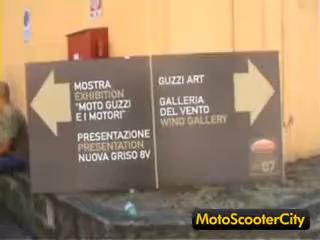 MOSTRA
EXHIBITION
"MOTO GUZZI
E I MOTORI"
PRESENTAZIONE
PRESENTATION
NUOVA GRISO 8V
GUZZI ART
GALLERIA
DEL VENTO
WIND GALLERY
07
MotoScooterCity